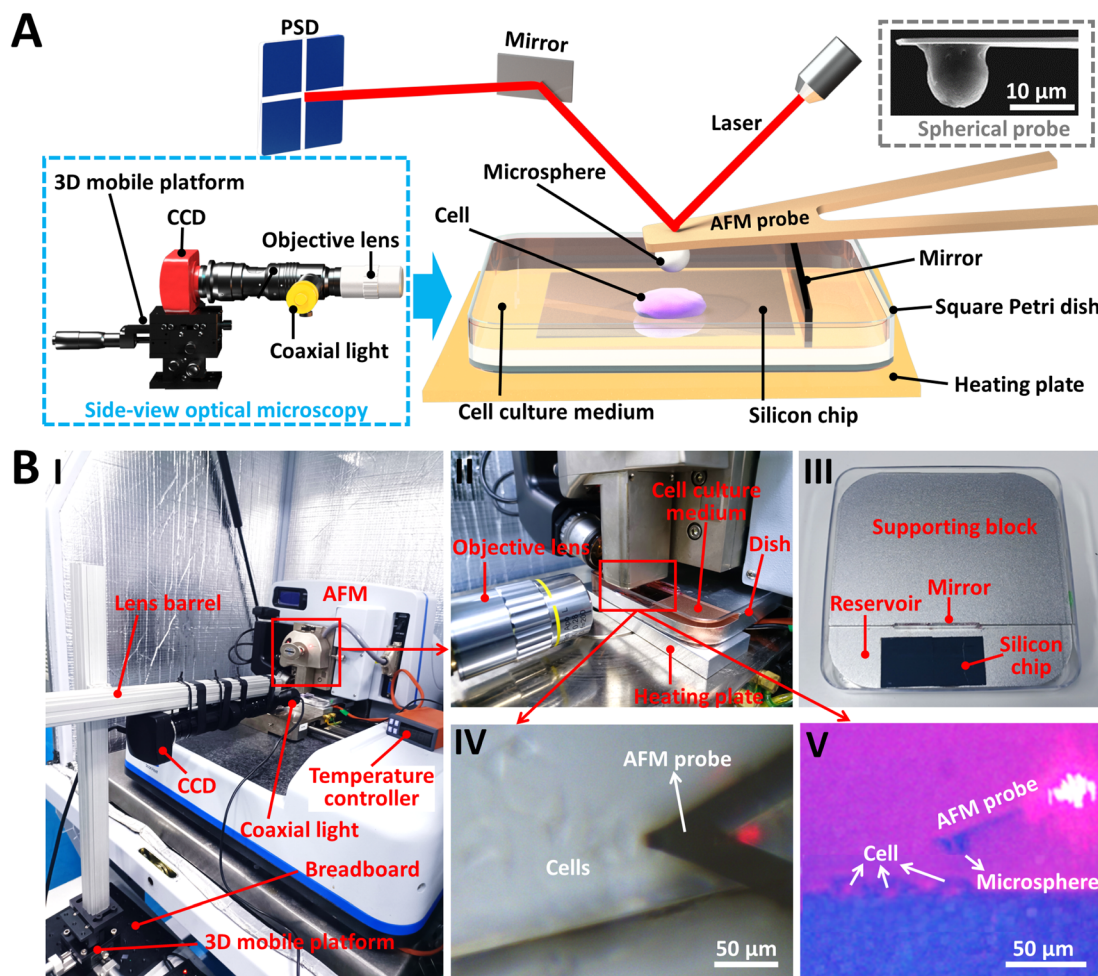 A
PSD
Mirror
Laser
10 μm
Spherical probe
3D mobile platform
CCD
Objective lens
Coaxial light
Side-view optical microscopy
Microsphere
Cell
AFM probe
Mirror
Square Petri dish
Heating plate
Cell culture medium
Silicon chip
B
I
Lens barrel
AFM
CCD
Temperature
controller
Coaxial light
Breadboard
3D mobile platform
II
Cell culture
medium
Objective lens
Dish
Heating plate
III
Supporting block
Mirror
Reservoir
Silicon
chip
IV
AFM probe
Cells
50 μm
V
AFM probe
Cell
Microsphere
50 μm